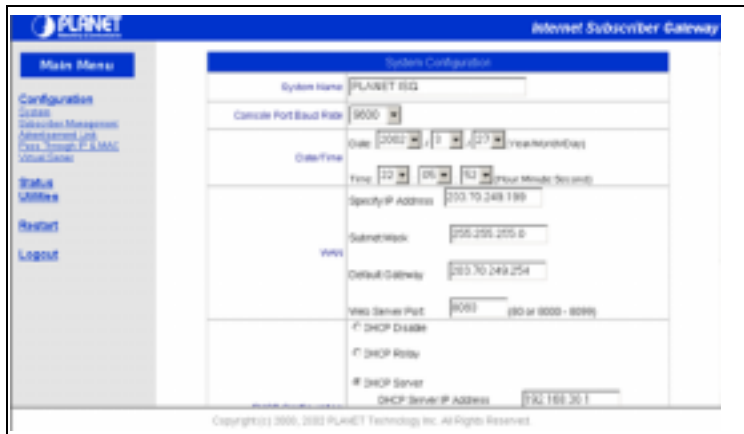 PLANET
Internet Subscriber Gateway
Main Menu
Configuration
System
Subscriber Management
Advertisement Link
Pass Through IP & MAC
Virtual Server
Status
Utilities
Restart
Logout
System Configuration
System Name PLANET ISG
Console Port Baud Rate 9600
Date/Time
Date: 2002 / 3 / 27 (Year/Month/Day)
Time: 22 : 05 : 52 (Hour:Minute:Second)
WAN
Specify IP Address 203.70.249.199
Subnet Mask 255.255.255.0
Default Gateway 203.70.249.254
Web Server Port 8080 (80 or 8000 - 8099)
DHCP Disable
DHCP Relay
DHCP Server
DHCP Server IP Address 192.168.30.1
Copyright (c) 2000, 2002 PLANET Technology Inc. All Rights Reserved.